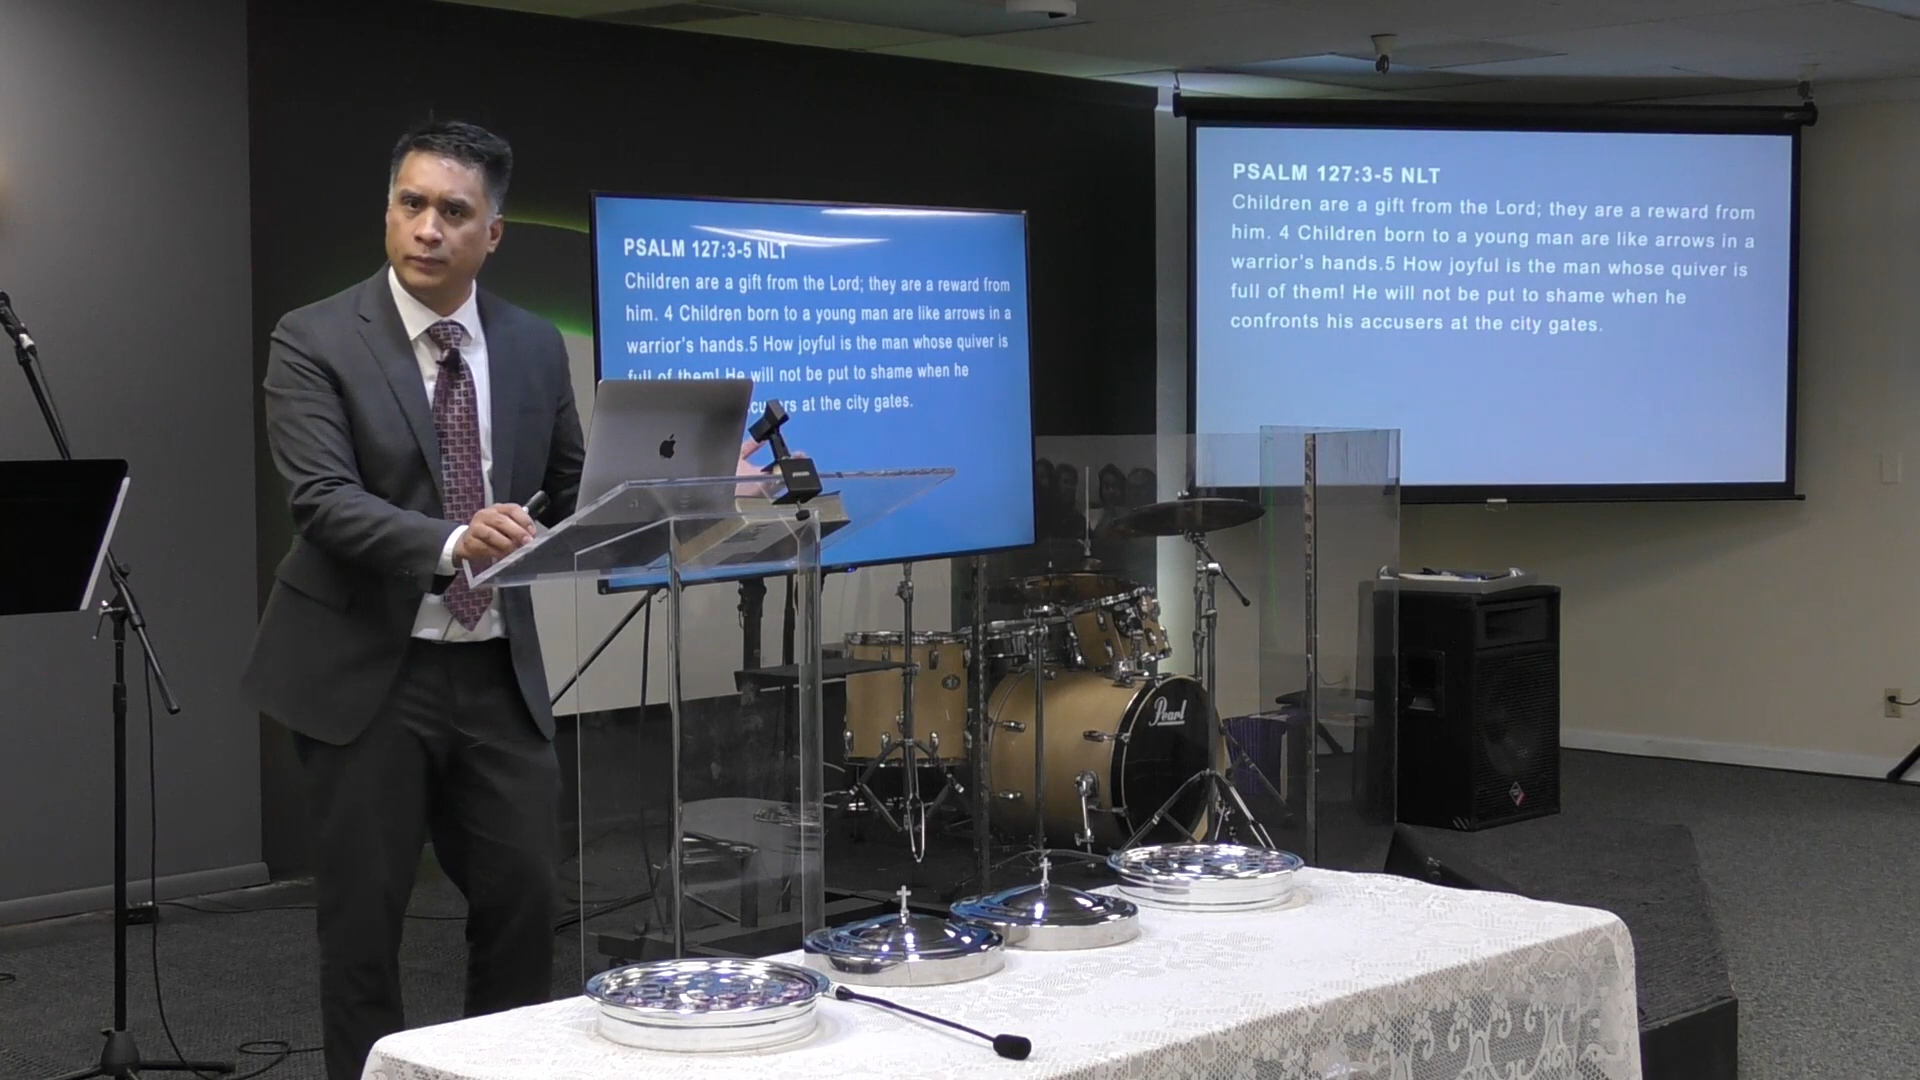 PSALM 127:3-5 NLT
Children are a gift from the Lord; they are a reward from
him. 4 Children born to a young man are like arrows in a
warrior's hands.5 How joyful is the man whose quiver is
full of them! He will not be put to shame when he
accusers at the city gates.
PSALM 127:3-5 NLT
Children are a gift from the Lord; they are a reward from
him. 4 Children born to a young man are like arrows in a
warrior's hands.5 How joyful is the man whose quiver is
full of them! He will not be put to shame when he
confronts his accusers at the city gates.
Pearl